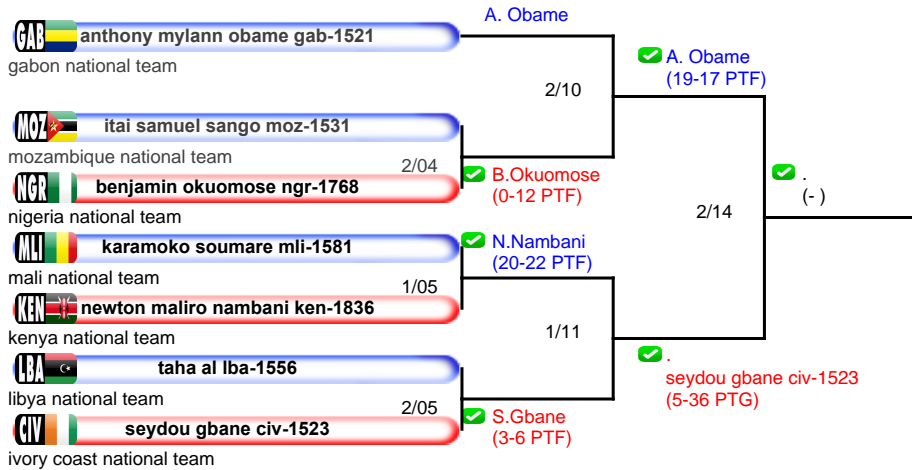 GAB anthony mylann obame gab-1521
gabon national team
MOZ itai samuel sango moz-1531
mozambique national team
2/04
NGR benjamin okuomose ngr-1768
nigeria national team
MLI karamoko soumare mli-1581
mali national team
1/05
KEN newton maliro nambani ken-1836
kenya national team
LBA taha al lba-1556
libya national team
2/05
CIV seydou gbane civ-1523
ivory coast national team
A. Obame
2/10
B.Okuomose
(0-12 PTF)
N.Nambani
(20-22 PTF)
1/11
S.Gbane
(3-6 PTF)
A. Obame
(19-17 PTF)
2/14
.
seydou gbane civ-1523
(5-36 PTG)
.
(- )